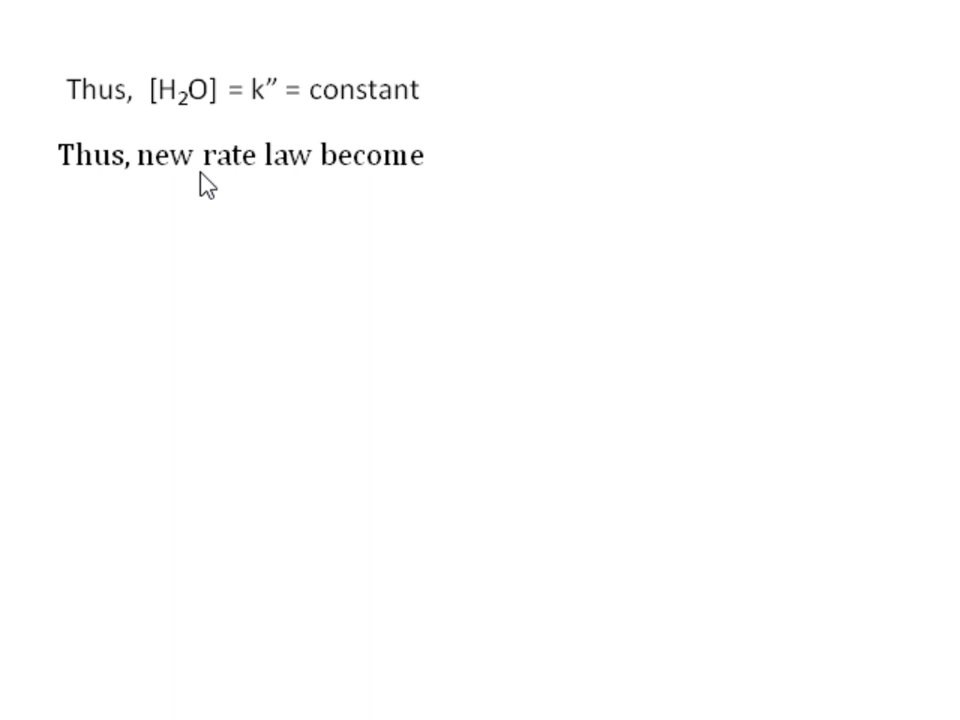 Thus, [H₂O] = k” = constant
Thus, new rate law become